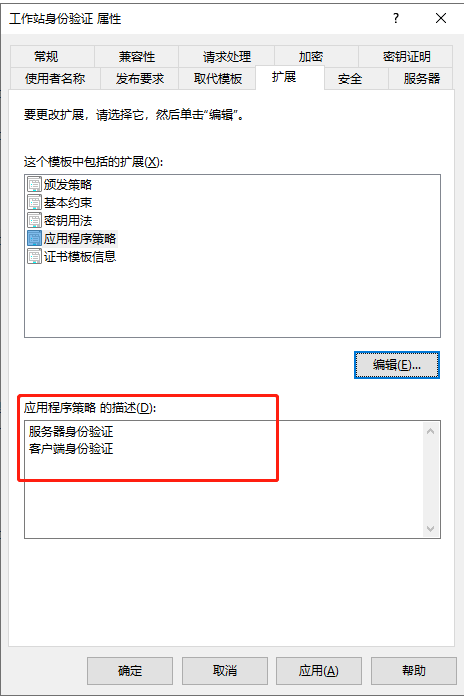 工作站身份验证 属性
?
常规 兼容性 请求处理 加密 密钥证明
使用者名称 发布要求 取代模板 扩展 安全 服务器
要更改扩展，请选择它，然后单击“编辑”。
这个模板中包括的扩展(X):
颁发策略
基本约束
密钥用法
应用程序策略
证书模板信息
编辑(E)...
应用程序策略 的描述(D):
服务器身份验证
客户端身份验证
确定 取消 应用(A) 帮助